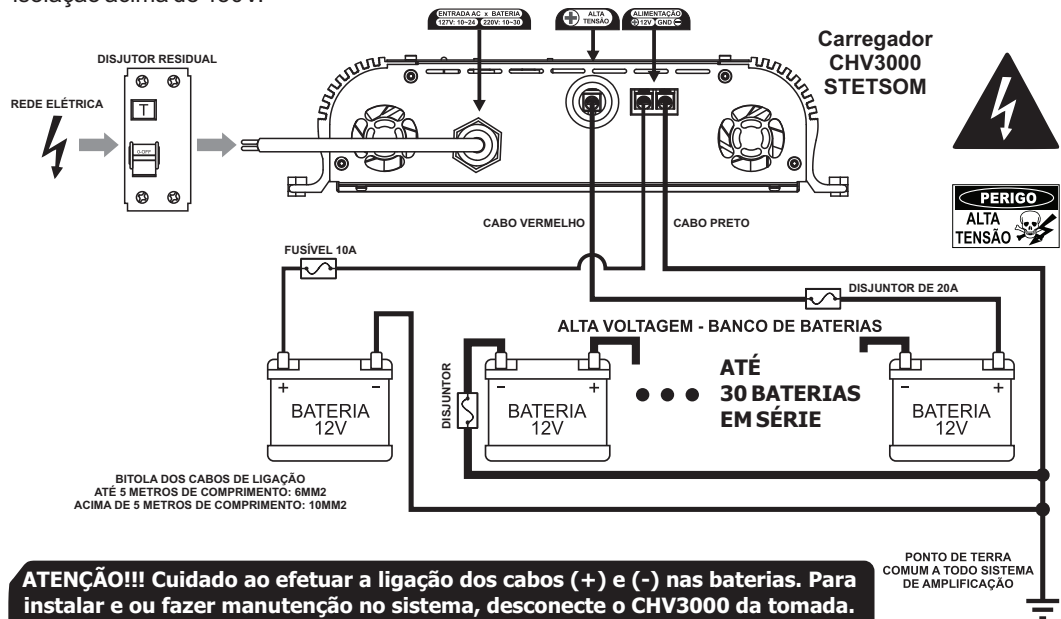 ENTRADA AC x BATERIA
127V: 10~24 220V: 10~30
ALTA
TENSÃO
ALIMENTAÇÃO
12V GND
Carregador
CHV3000
STETSOM
DISJUTOR RESIDUAL
REDE ELÉTRICA
T
0-OFF
PERIGO
ALTA
TENSÃO
CABO VERMELHO
CABO PRETO
FUSÍVEL 10A
DISJUNTOR DE 20A
ALTA VOLTAGEM - BANCO DE BATERIAS
DISJUNTOR
+ -
BATERIA
12V
- +
BATERIA
12V
ATÉ
30 BATERIAS
EM SÉRIE
- +
BATERIA
12V
BITOLA DOS CABOS DE LIGAÇÃO
ATÉ 5 METROS DE COMPRIMENTO: 6MM2
ACIMA DE 5 METROS DE COMPRIMENTO: 10MM2
PONTO DE TERRA
COMUM A TODO SISTEMA
DE AMPLIFICAÇÃO
ATENÇÃO!!! Cuidado ao efetuar a ligação dos cabos (+) e (-) nas baterias. Para
instalar e ou fazer manutenção no sistema, desconecte o CHV3000 da tomada.